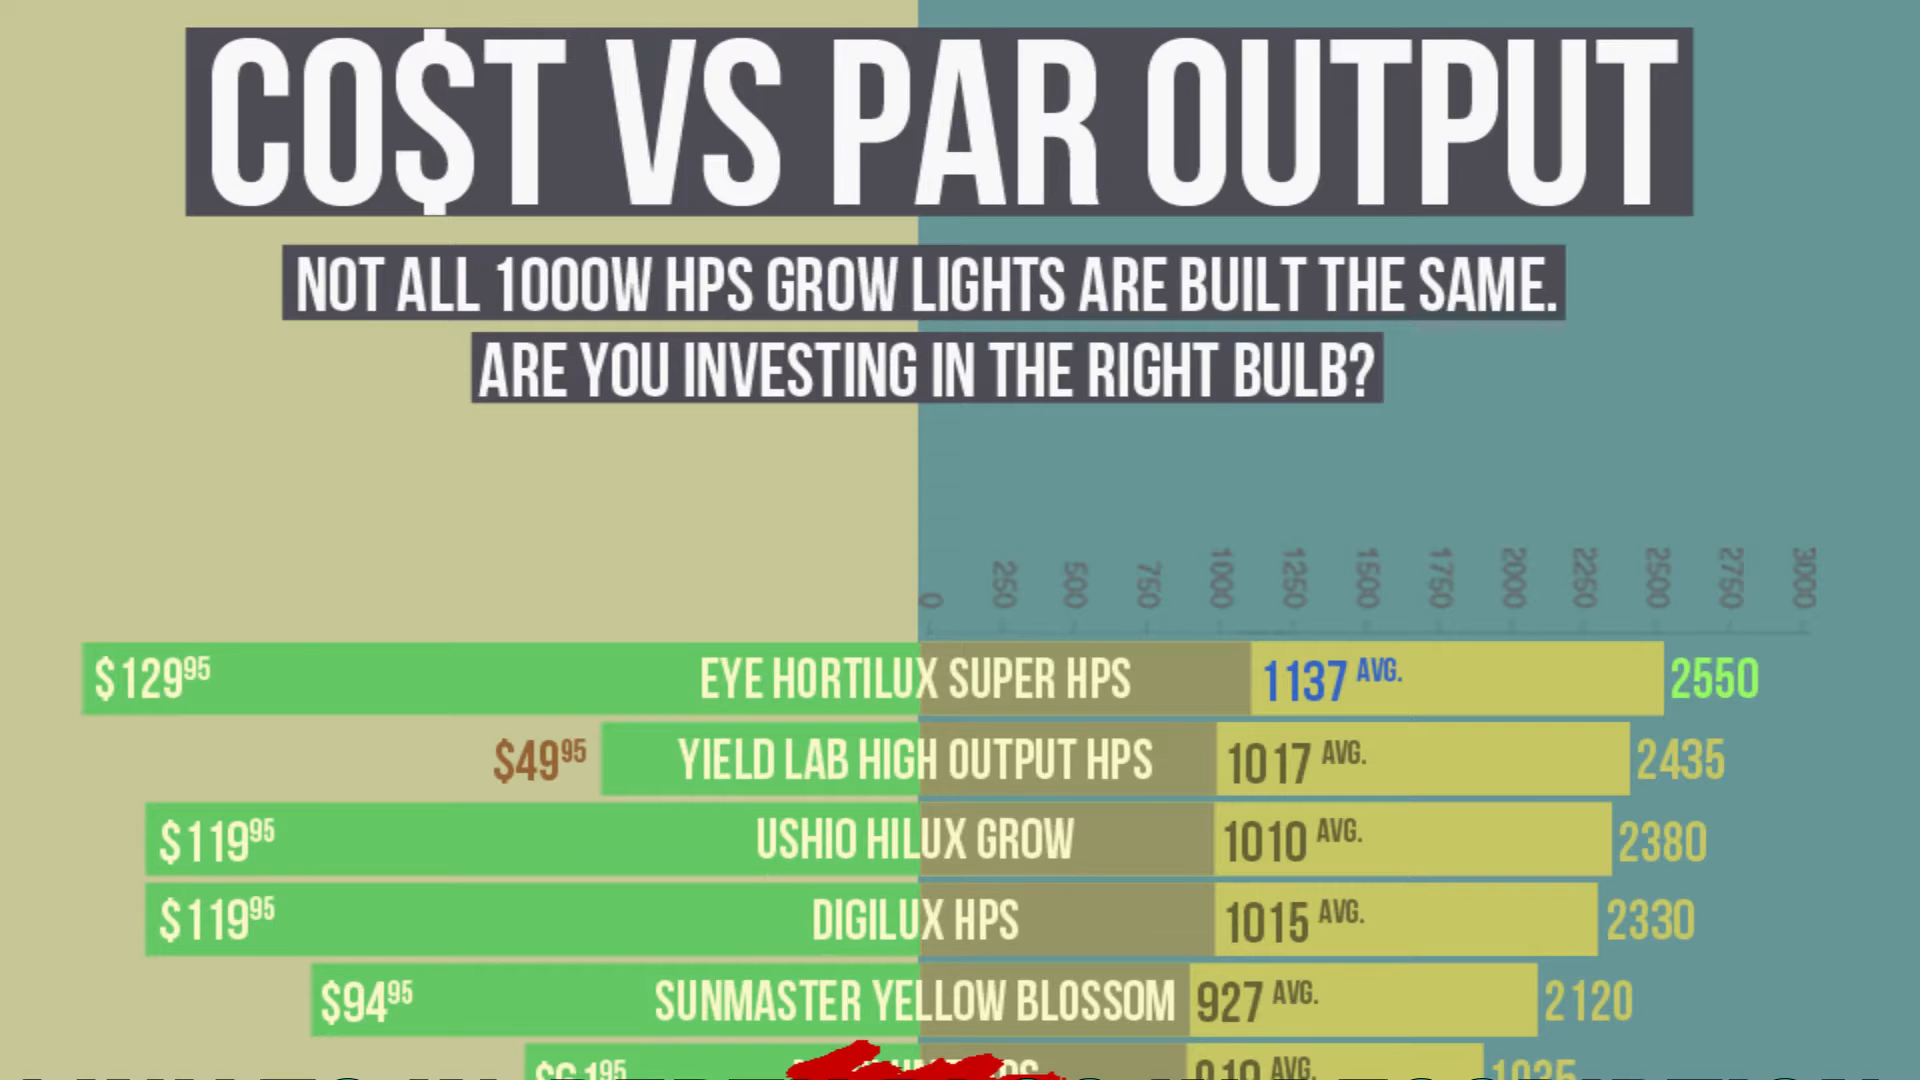 CO$T VS PAR OUTPUT
NOT ALL 1000W HPS GROW LIGHTS ARE BUILT THE SAME.
ARE YOU INVESTING IN THE RIGHT BULB?
0 250 500 750 1000 1250 1500 1750 2000 2250 2500 2750 3000
$129.95 EYE HORTILUX SUPER HPS 1137 AVG. 2550
$49.95 YIELD LAB HIGH OUTPUT HPS 1017 AVG. 2435
$119.95 USHIO HILUX GROW 1010 AVG. 2380
$119.95 DIGILUX HPS 1015 AVG. 2330
$94.95 SUNMASTER YELLOW BLOSSOM 927 AVG. 2120
AVG.